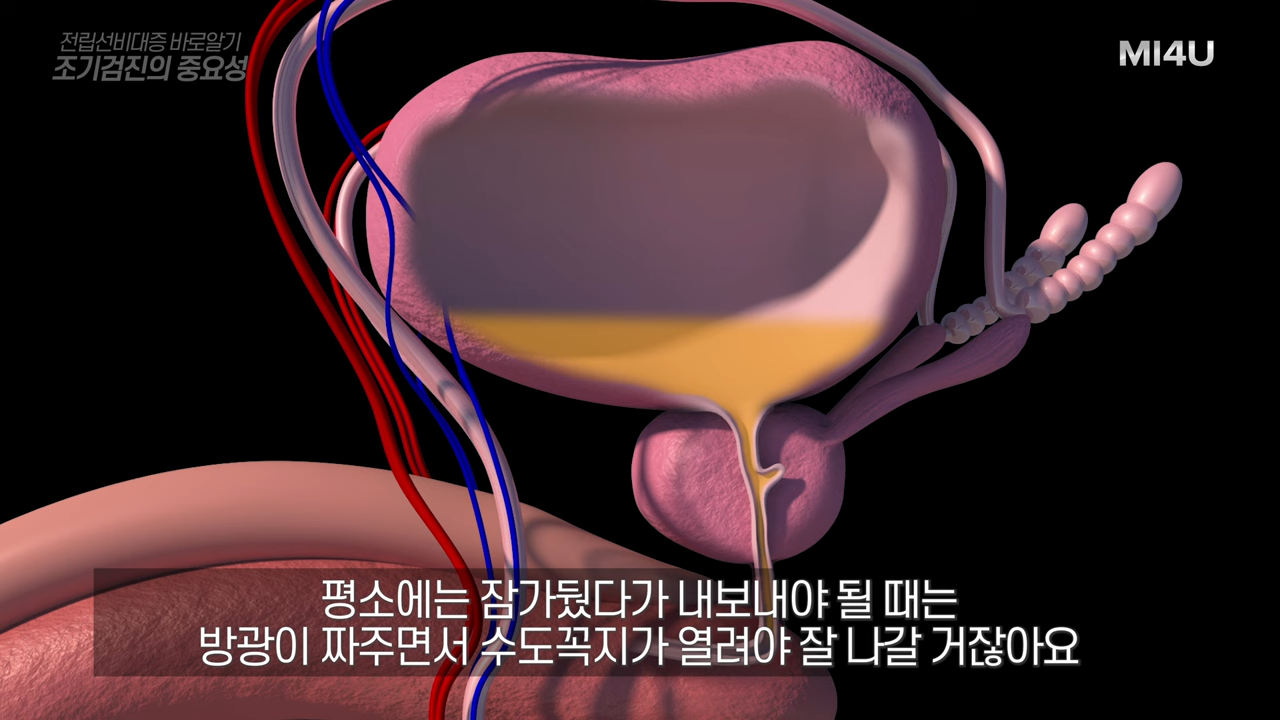 전립선비대증 바로알기
조기검진의 중요성
MI4U
평소에는 잠가뒀다가 내보내야 될 때는
방광이 짜주면서 수도꼭지가 열려야 잘 나갈 거잖아요